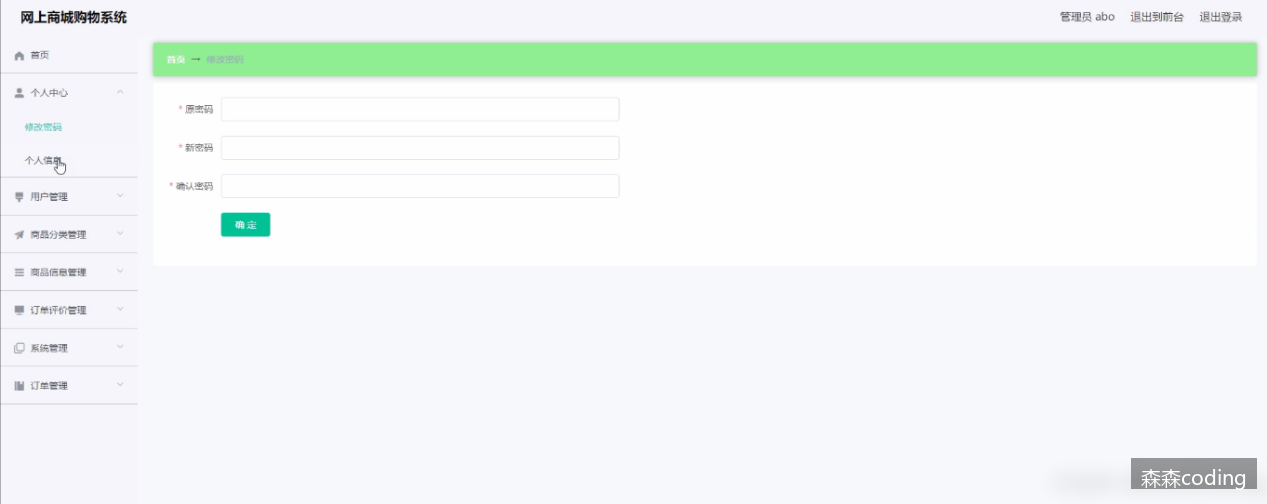 网上商城购物系统
管理员 abo 退出到前台 退出登录
首页
个人中心
修改密码
个人信息
用户管理
商品分类管理
商品信息管理
订单评价管理
系统管理
订单管理
首页 → 修改密码
* 原密码
* 新密码
* 确认密码
确 定
森森coding